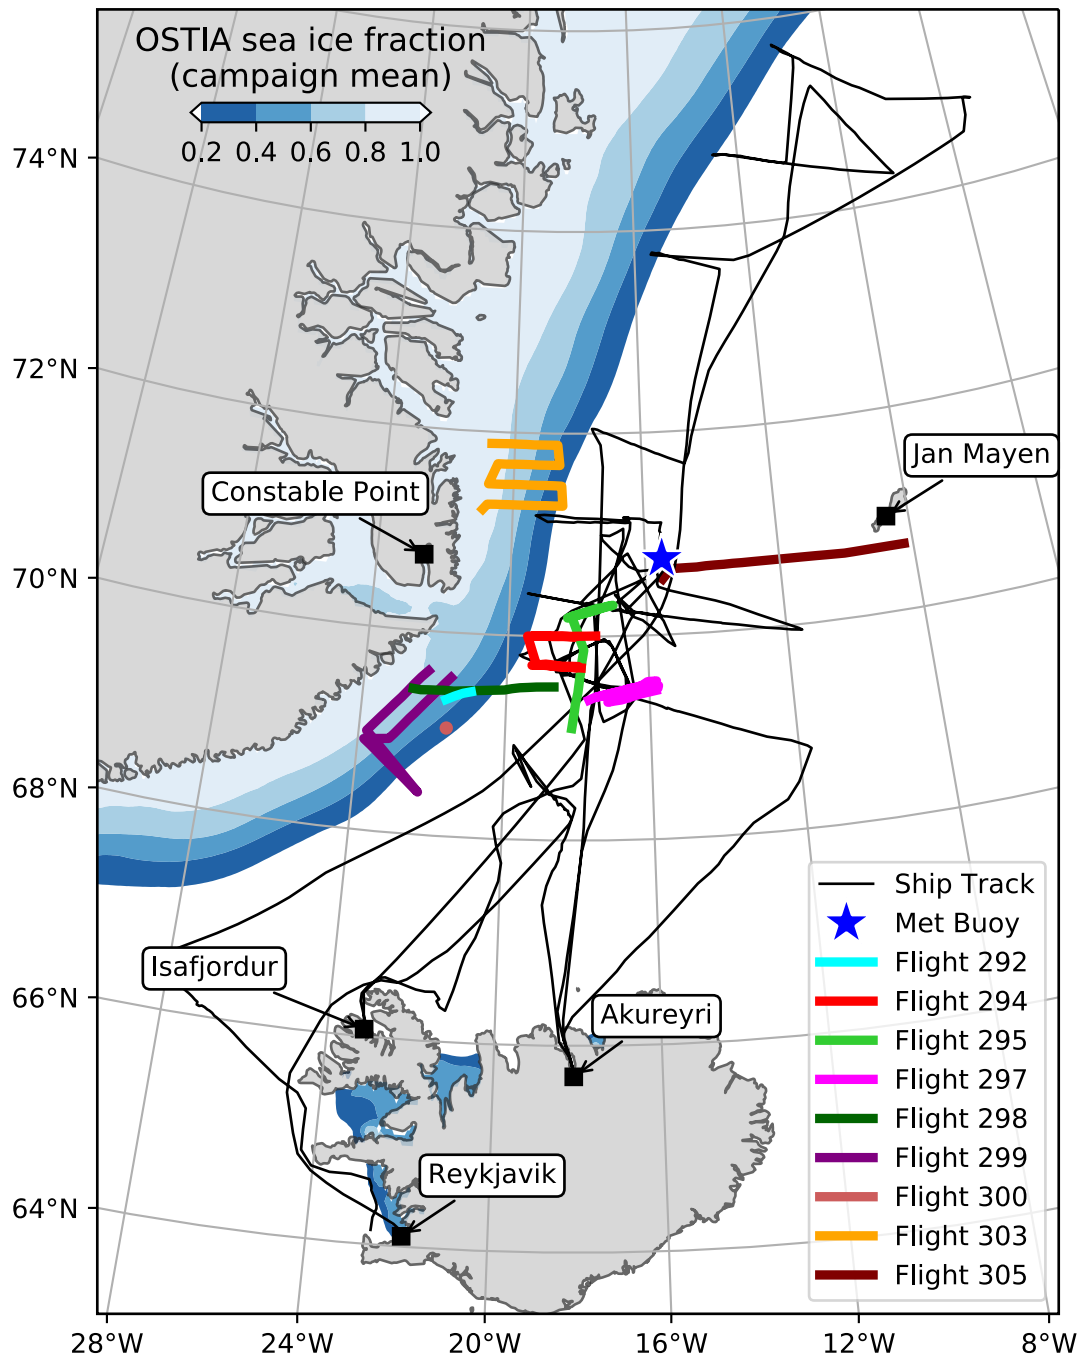 OSTIA sea ice fraction
(campaign mean)
0.2 0.4 0.6 0.8 1.0
74°N
72°N
70°N
68°N
66°N
64°N
Jan Mayen
Constable Point
Isafjordur
Akureyri
Reykjavik
Ship Track
Met Buoy
Flight 292
Flight 294
Flight 295
Flight 297
Flight 298
Flight 299
Flight 300
Flight 303
Flight 305
28°W 24°W 20°W 16°W 12°W 8°W